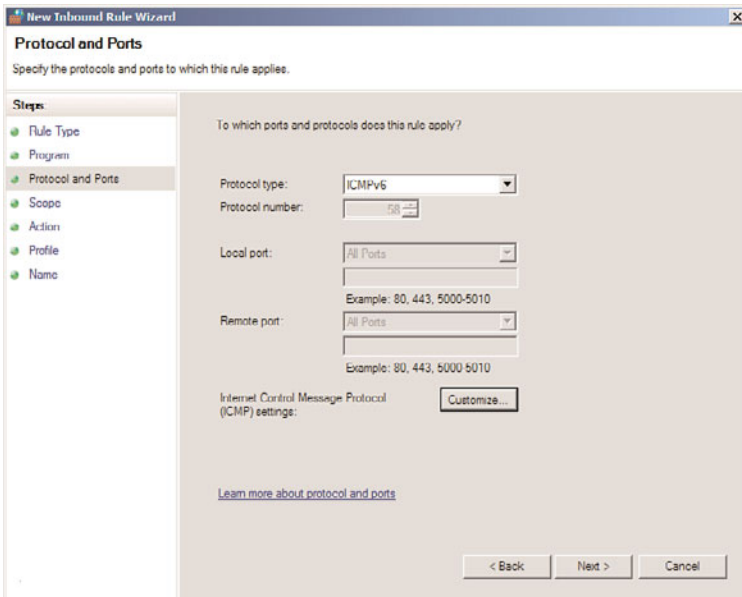 New Inbound Rule Wizard
Protocol and Ports
Specify the protocols and ports to which this rule applies.
Steps:
Rule Type
Program
Protocol and Ports
Scope
Action
Profile
Name
To which ports and protocols does this rule apply?
Protocol type: ICMPv6
Protocol number: 58
Local port: All Ports
Example: 80, 443, 5000-5010
Remote port: All Ports
Example: 80, 443, 5000-5010
Internet Control Message Protocol
(ICMP) settings: Customize...
Learn more about protocol and ports
< Back Next > Cancel